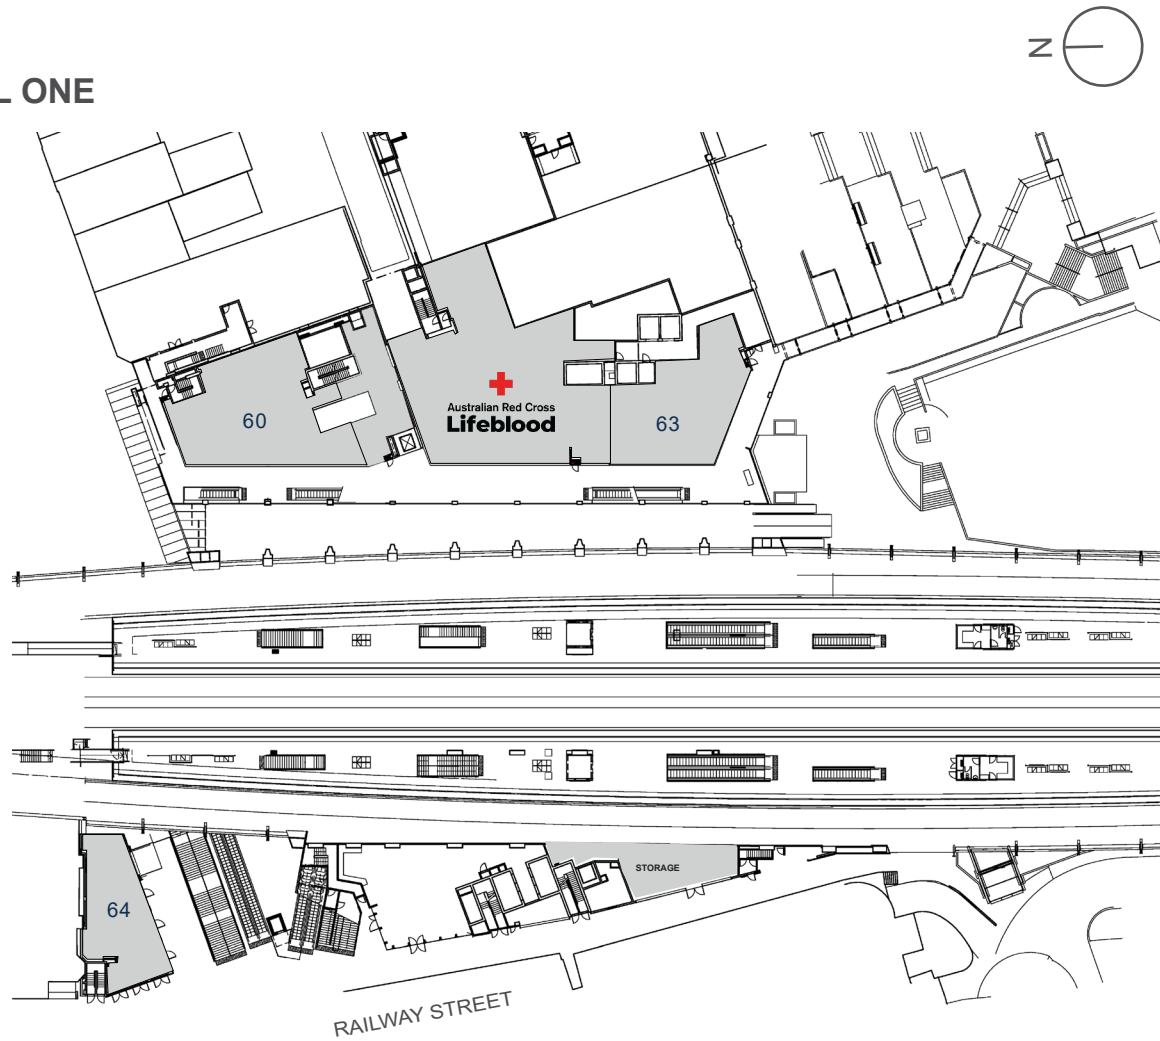 N
L ONE
60
Australian Red Cross
Lifeblood
63
STORAGE
64
RAILWAY STREET